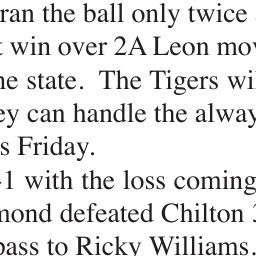 ran the ball only twice
win over 2A Leon mov
he state. The Tigers wi
ey can handle the alway
s Friday.
-1 with the loss coming
mond defeated Chilton 3
pass to Ricky Williams.